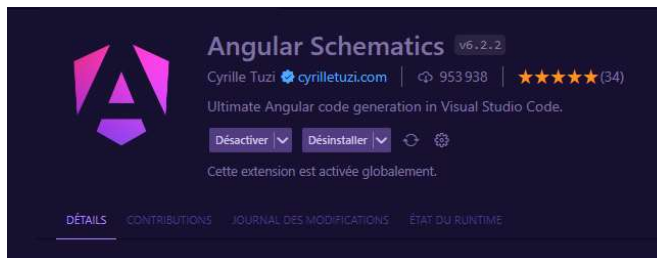 Angular Schematics v6.2.2
Cyrille Tuzi cyrilletuzi.com 953 938 (34)
Ultimate Angular code generation in Visual Studio Code.
Désactiver Désinstaller
Cette extension est activée globalement.
DÉTAILS CONTRIBUTIONS JOURNAL DES MODIFICATIONS ÉTAT DU RUNTIME